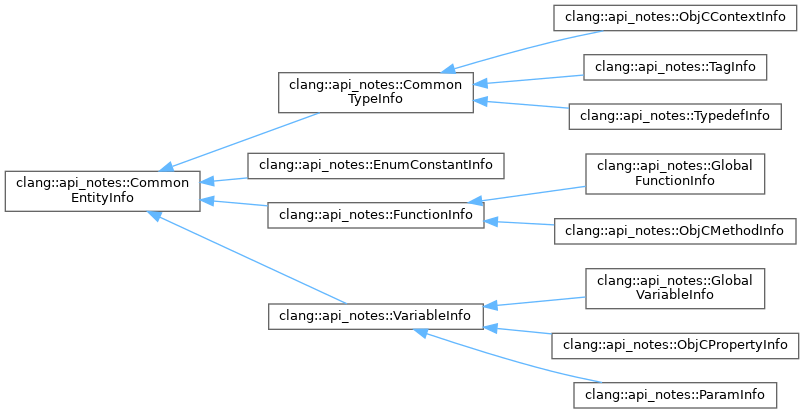 clang::api_notes::ObjCContextInfo
clang::api_notes::TagInfo
clang::api_notes::Common
TypeInfo
clang::api_notes::TypedefInfo
clang::api_notes::EnumConstantInfo
clang::api_notes::Global
FunctionInfo
clang::api_notes::Common
EntityInfo
clang::api_notes::FunctionInfo
clang::api_notes::ObjCMethodInfo
clang::api_notes::Global
VariableInfo
clang::api_notes::VariableInfo
clang::api_notes::ObjCPropertyInfo
clang::api_notes::ParamInfo